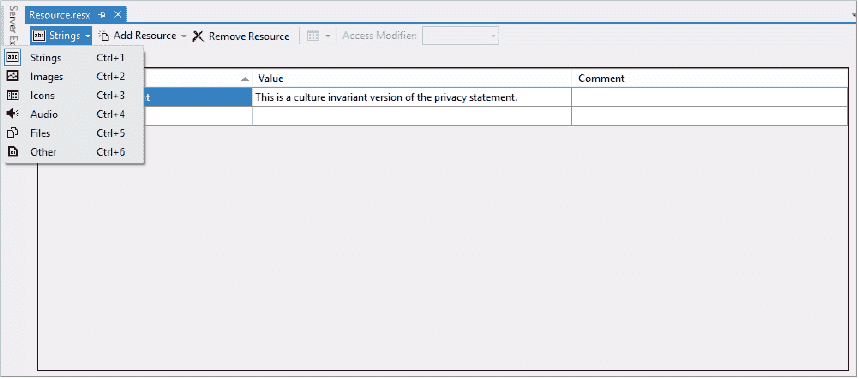 Server Ex
Resource.resx
Strings Add Resource Remove Resource Access Modifier:
Strings Ctrl+1
Images Ctrl+2
Icons Ctrl+3
Audio Ctrl+4
Files Ctrl+5
Other Ctrl+6
Value Comment
This is a culture invariant version of the privacy statement.